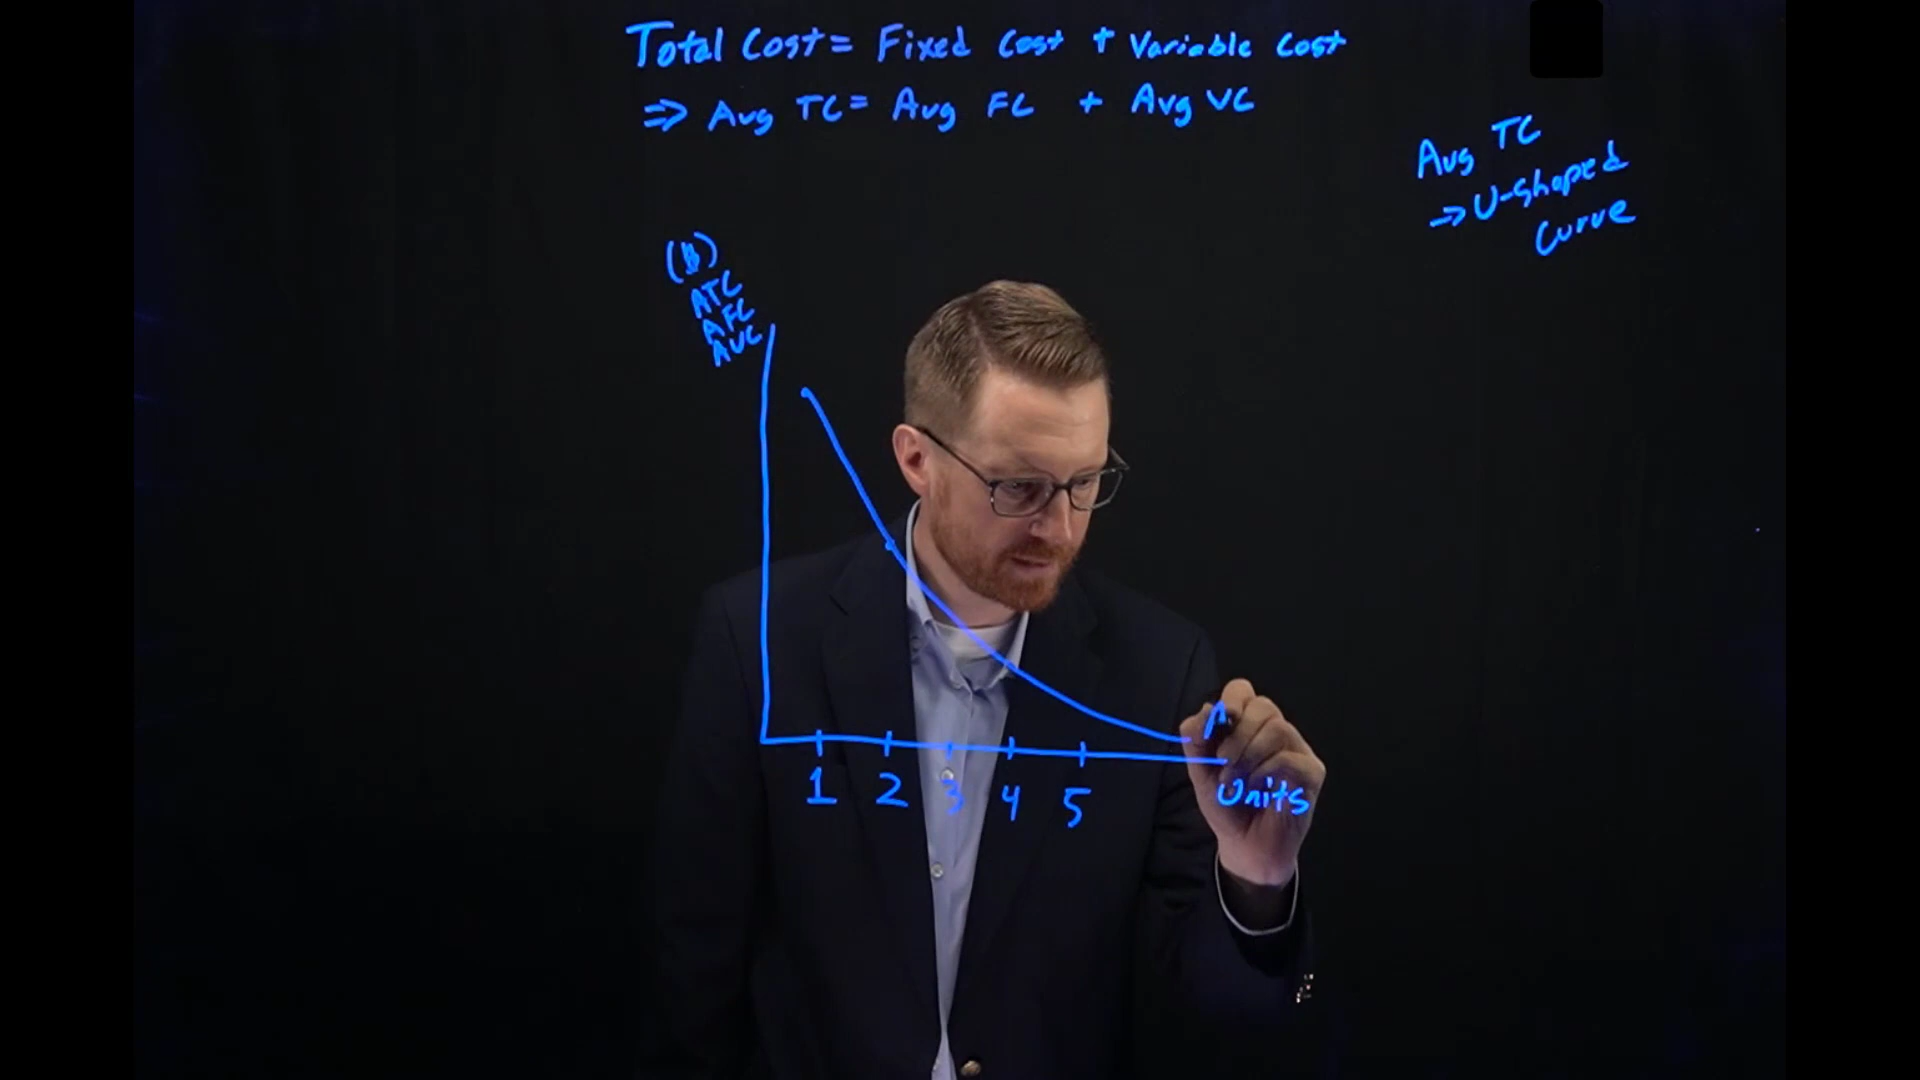 Total Cost = Fixed Cost + Variable Cost
⇒ Avg TC = Avg FC + Avg VC
Avg TC
⇒ U-shaped
Curve
($)
ATC
AFC
AVC
A
1 2 3 4 5
Units